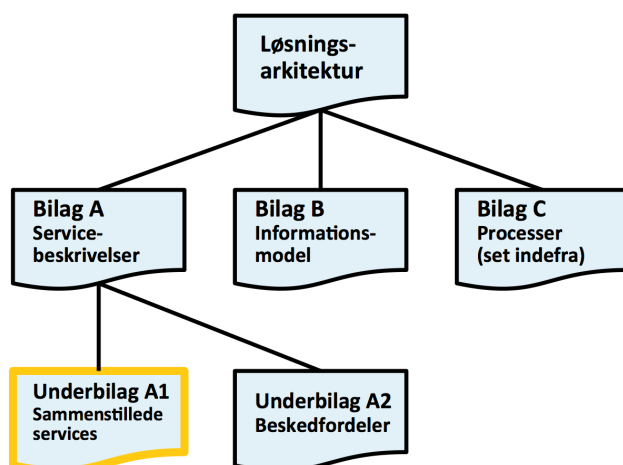 Løsnings-
arkitektur
Bilag A
Service-
beskrivelser
Bilag B
Informations-
model
Bilag C
Processer
(set indefra)
Underbilag A1
Sammenstillede
services
Underbilag A2
Beskedfordeler